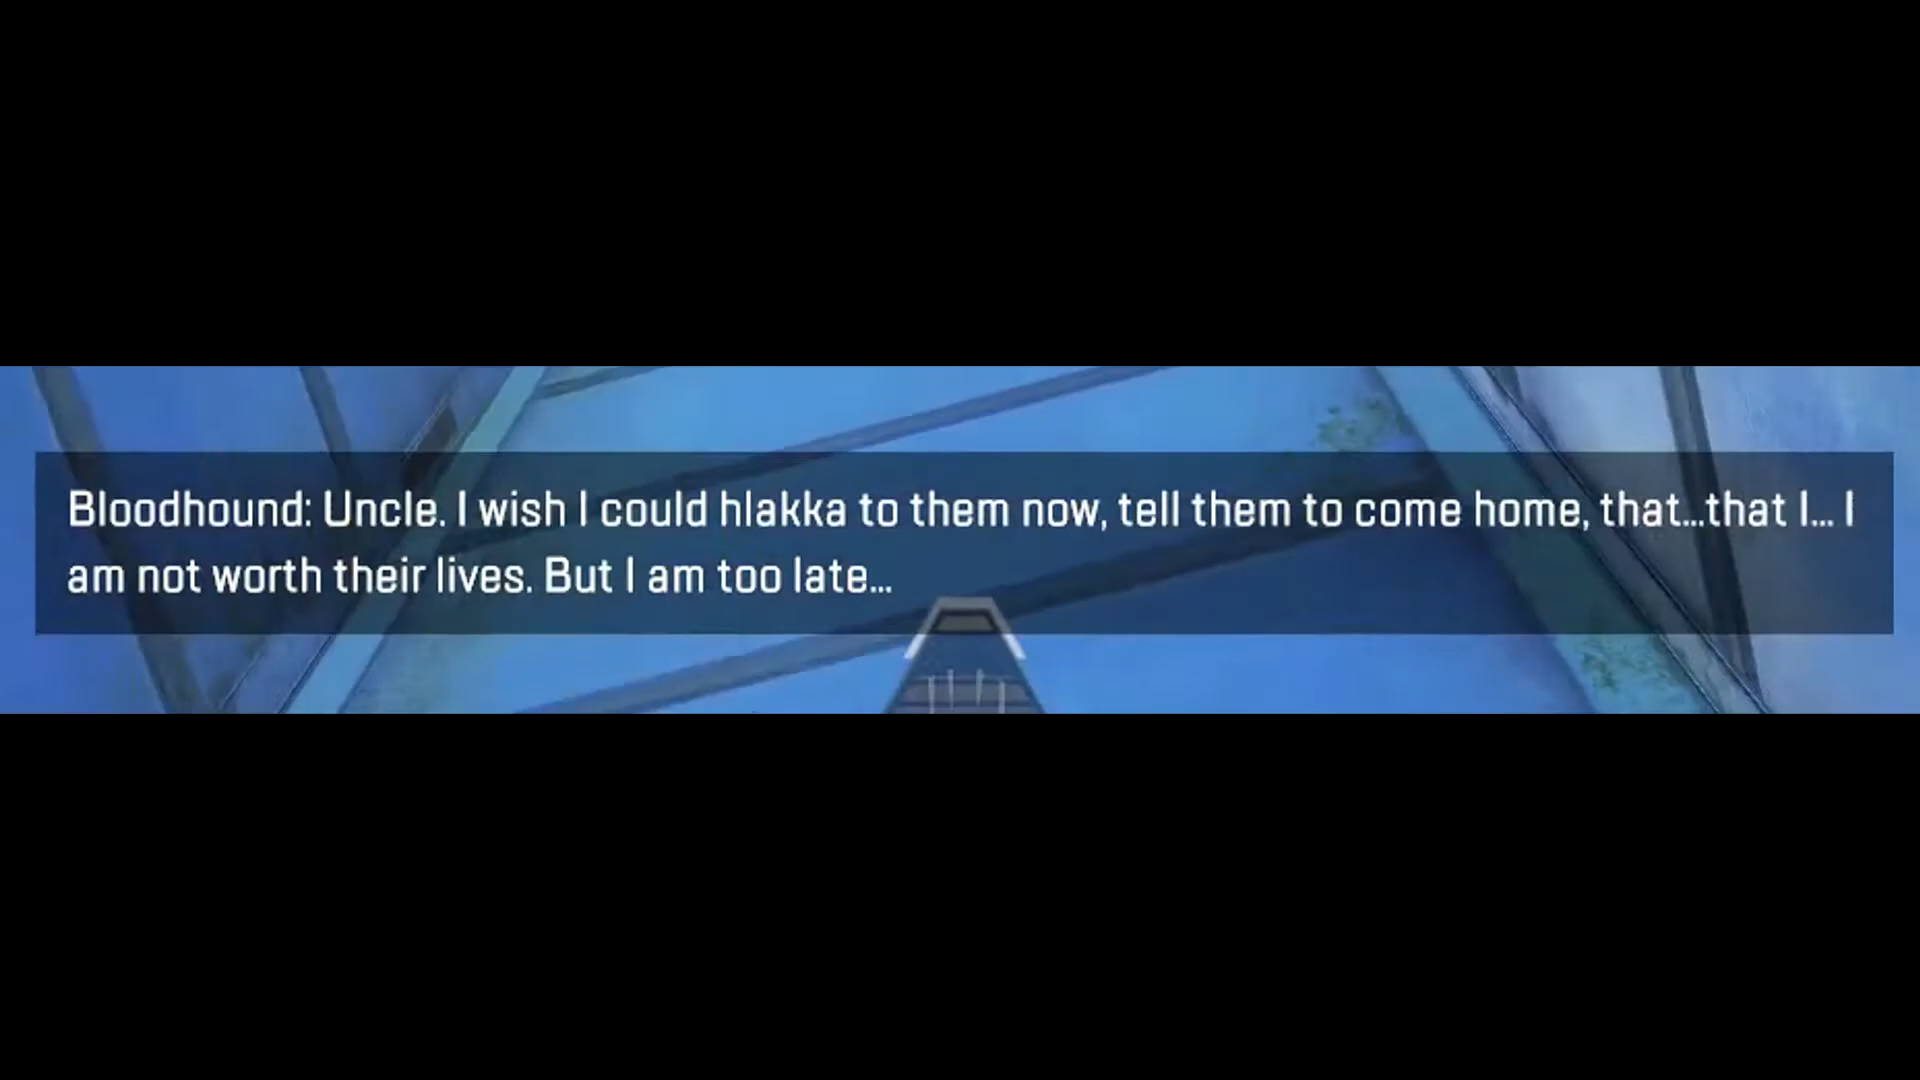 Bloodhound: Uncle. I wish I could hlakka to them now, tell them to come home, that...that I... I
am not worth their lives. But I am too late...